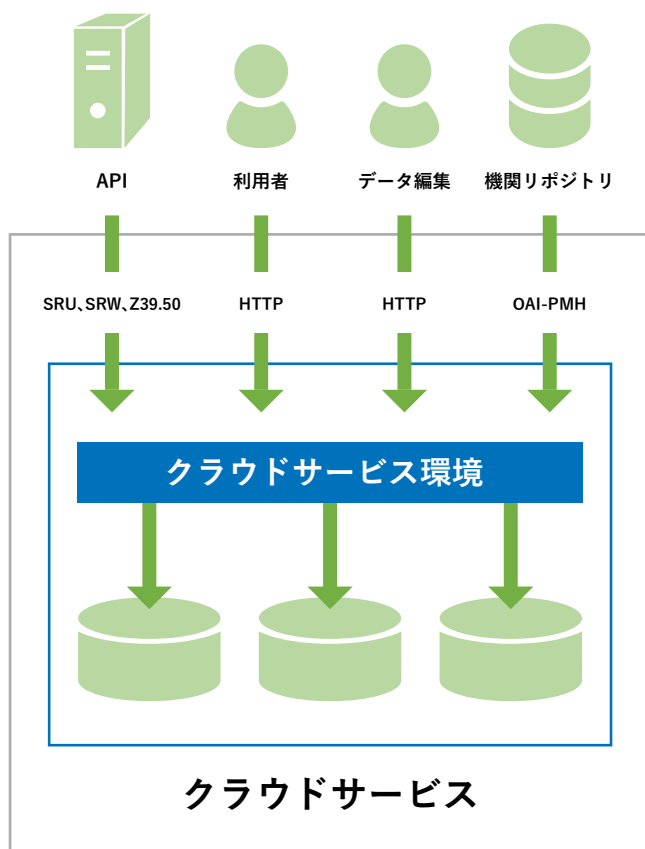 API
利用者
データ編集
機関リポジトリ
SRU、SRW、Z39.50
HTTP
HTTP
OAI-PMH
クラウドサービス環境
クラウドサービス